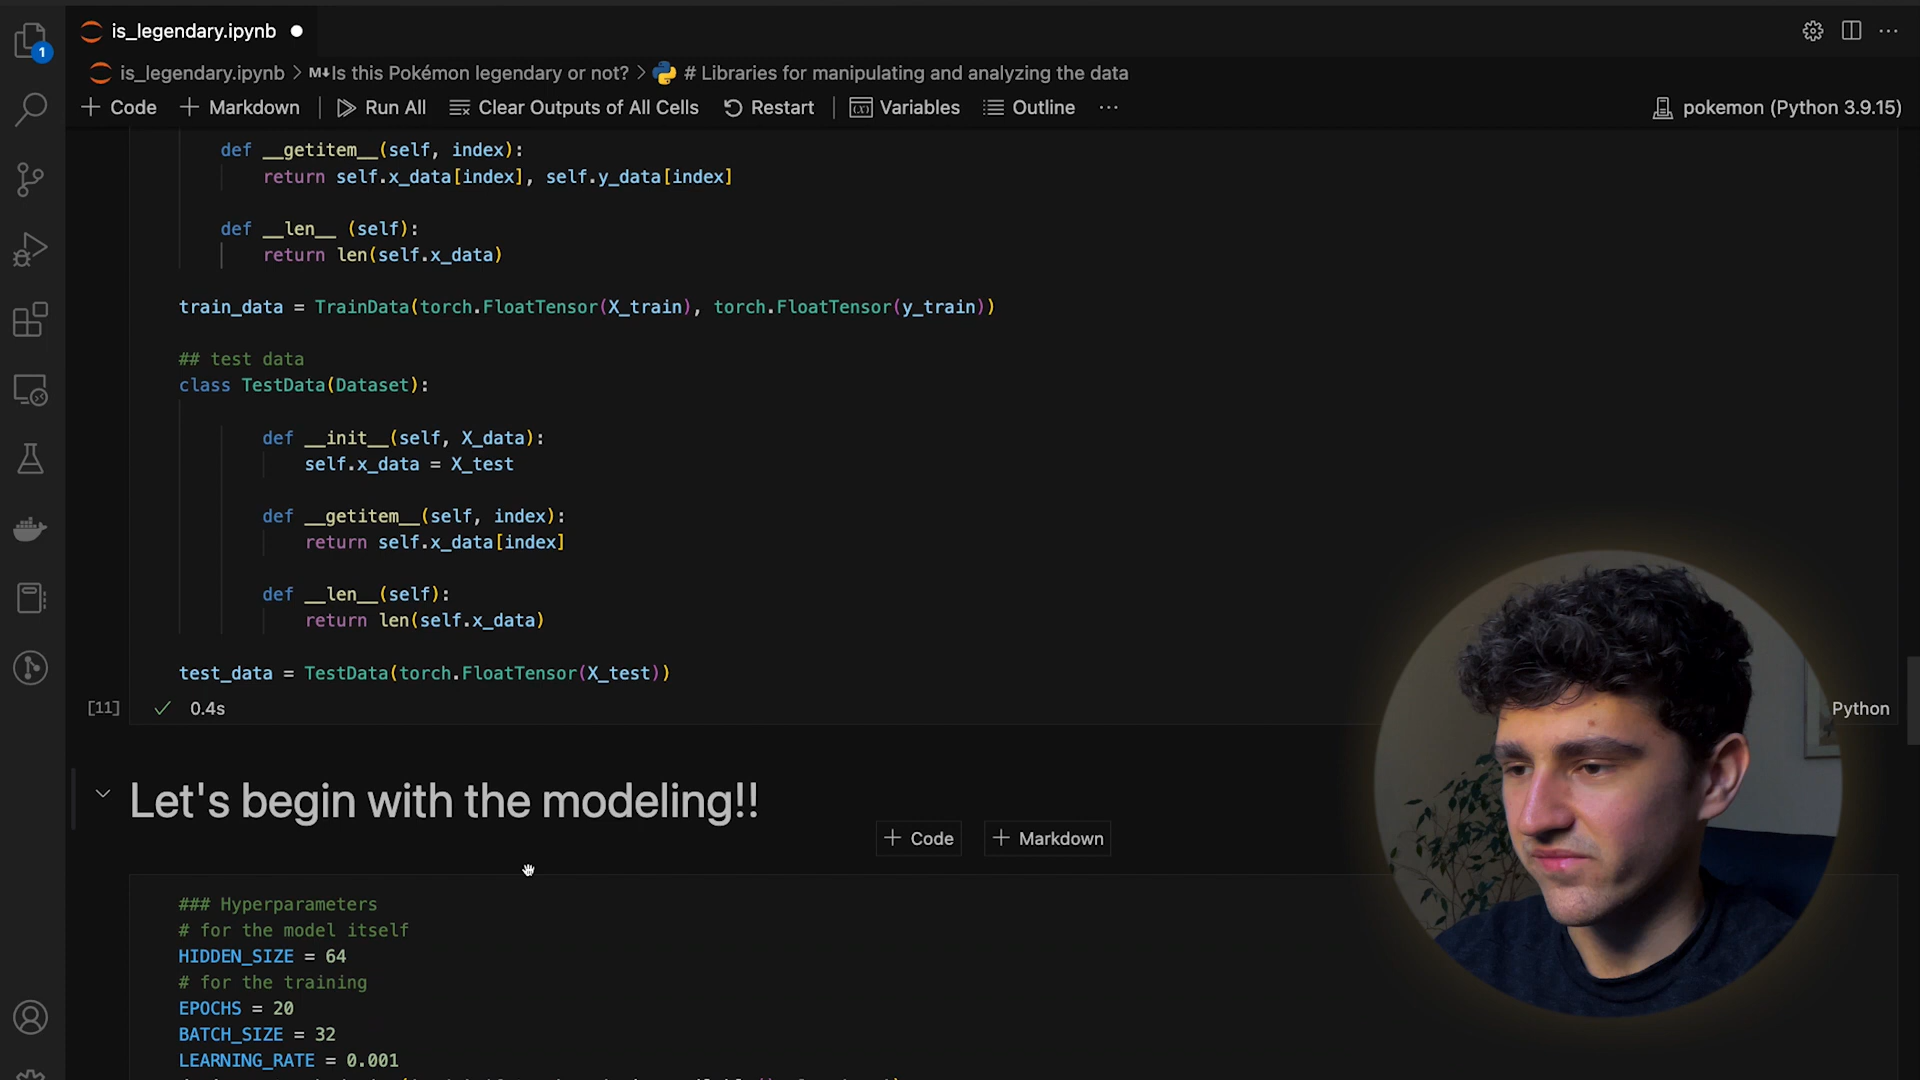 is_legendary.ipynb
1
is_legendary.ipynb > M↓Is this Pokémon legendary or not? > # Libraries for manipulating and analyzing the data
+ Code + Markdown | Run All Clear Outputs of All Cells Restart | Variables Outline ··· pokemon (Python 3.9.15)
def __getitem__(self, index):
return self.x_data[index], self.y_data[index]
def __len__ (self):
return len(self.x_data)
train_data = TrainData(torch.FloatTensor(X_train), torch.FloatTensor(y_train))
## test data
class TestData(Dataset):
def __init__(self, X_data):
self.x_data = X_test
def __getitem__(self, index):
return self.x_data[index]
def __len__(self):
return len(self.x_data)
test_data = TestData(torch.FloatTensor(X_test))
[11] ✓ 0.4s Python
Let's begin with the modeling!!
+ Code + Markdown
### Hyperparameters
# for the model itself
HIDDEN_SIZE = 64
# for the training
EPOCHS = 20
BATCH_SIZE = 32
LEARNING_RATE = 0.001